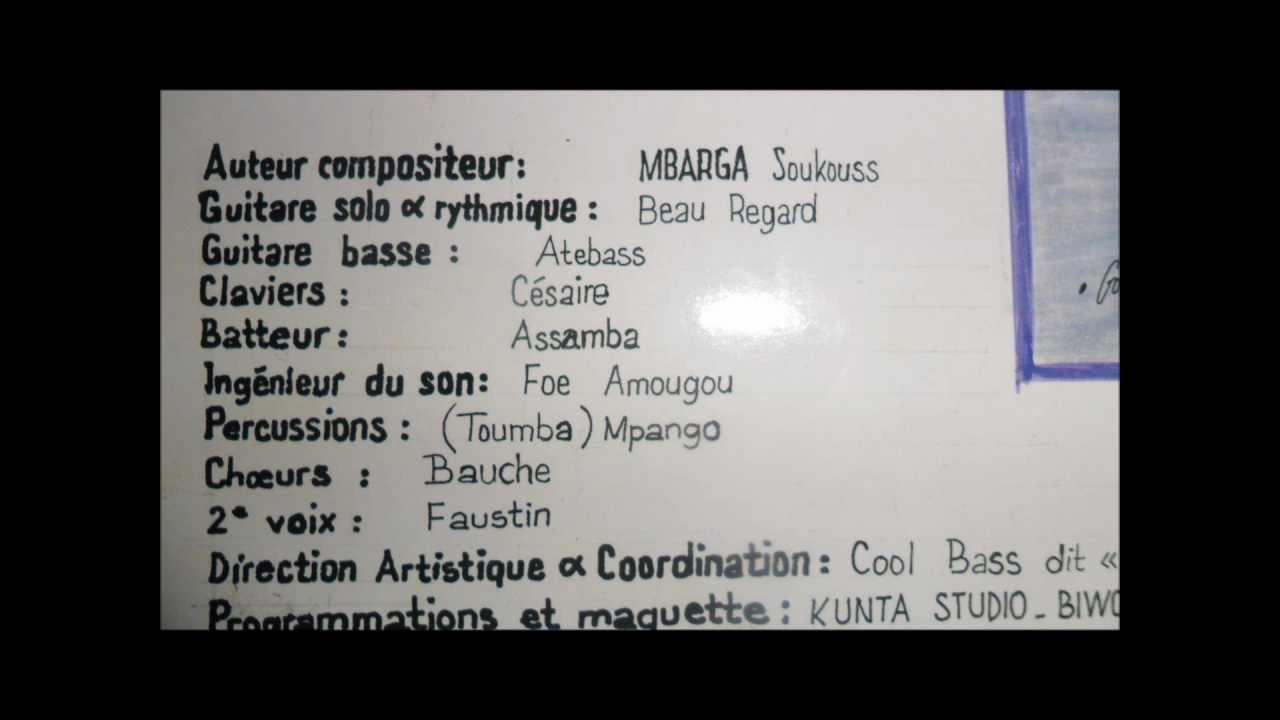 Auteur compositeur: MBARGA Soukouss
Guitare solo & rythmique : Beau Regard
Guitare basse : Atebass
Claviers : Césaire
Batteur : Assamba
Ingénieur du son: Foe Amougou
Percussions : (Toumba) Mpango
Chœurs : Bauche
2e voix : Faustin
Direction Artistique & Coordination : Cool Bass dit «
Programmations et maquette : KUNTA STUDIO_